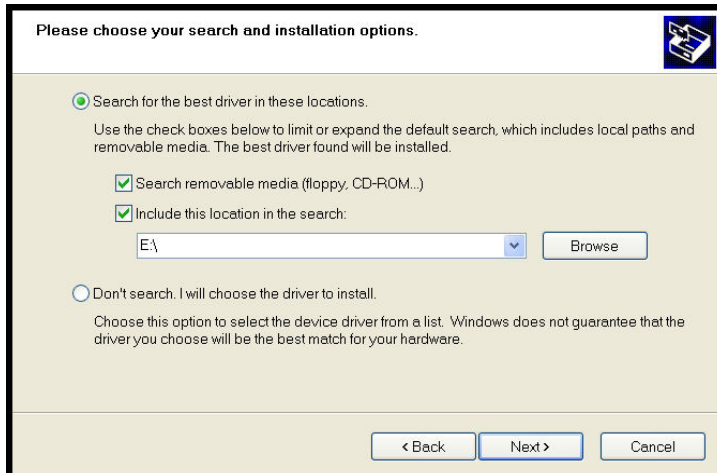 Please choose your search and installation options.
Search for the best driver in these locations.
Use the check boxes below to limit or expand the default search, which includes local paths and
removable media. The best driver found will be installed.
Search removable media (floppy, CD-ROM...)
Include this location in the search:
E:\
Browse
Don't search. I will choose the driver to install.
Choose this option to select the device driver from a list. Windows does not guarantee that the
driver you choose will be the best match for your hardware.
< Back
Next >
Cancel